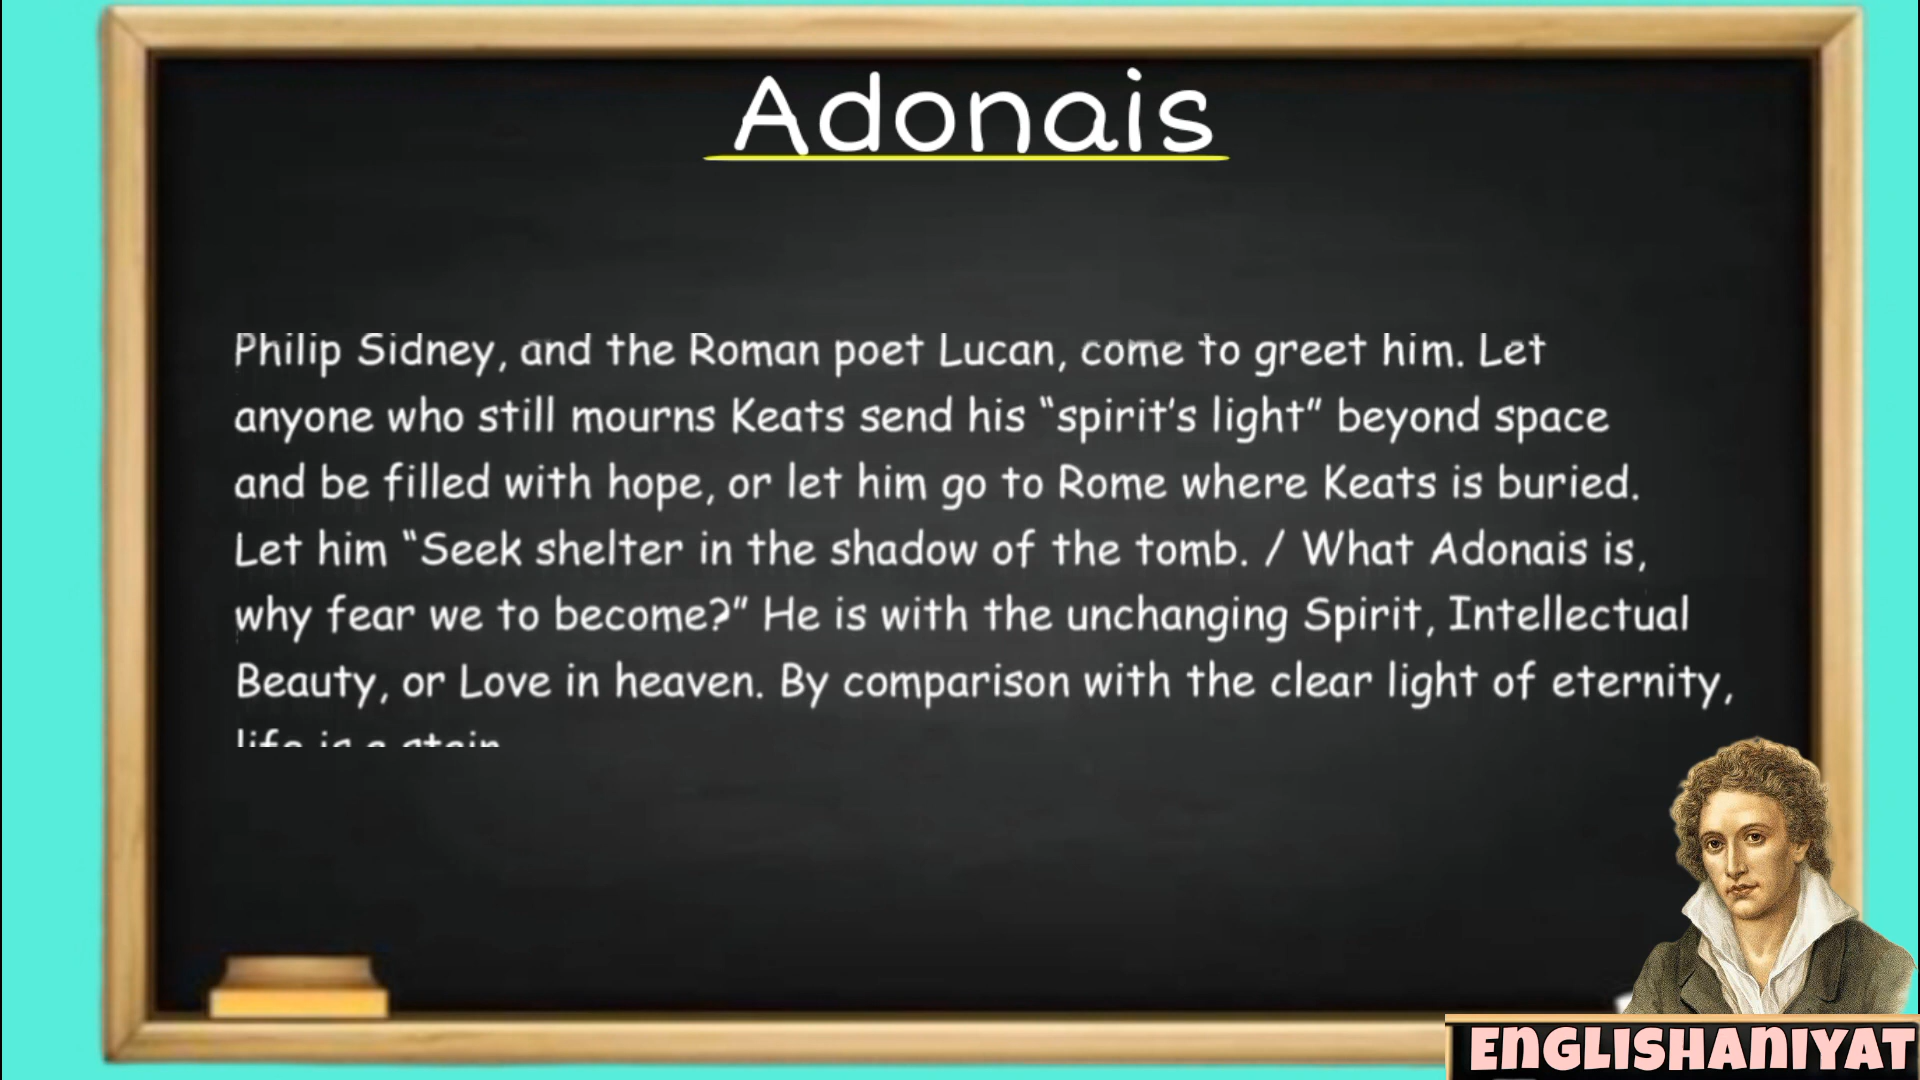 Adonais
Philip Sidney, and the Roman poet Lucan, come to greet him. Let
anyone who still mourns Keats send his “spirit’s light” beyond space
and be filled with hope, or let him go to Rome where Keats is buried.
Let him “Seek shelter in the shadow of the tomb. / What Adonais is,
why fear we to become?” He is with the unchanging Spirit, Intellectual
Beauty, or Love in heaven. By comparison with the clear light of eternity,
life is a stain
ENGLISHANIYAT